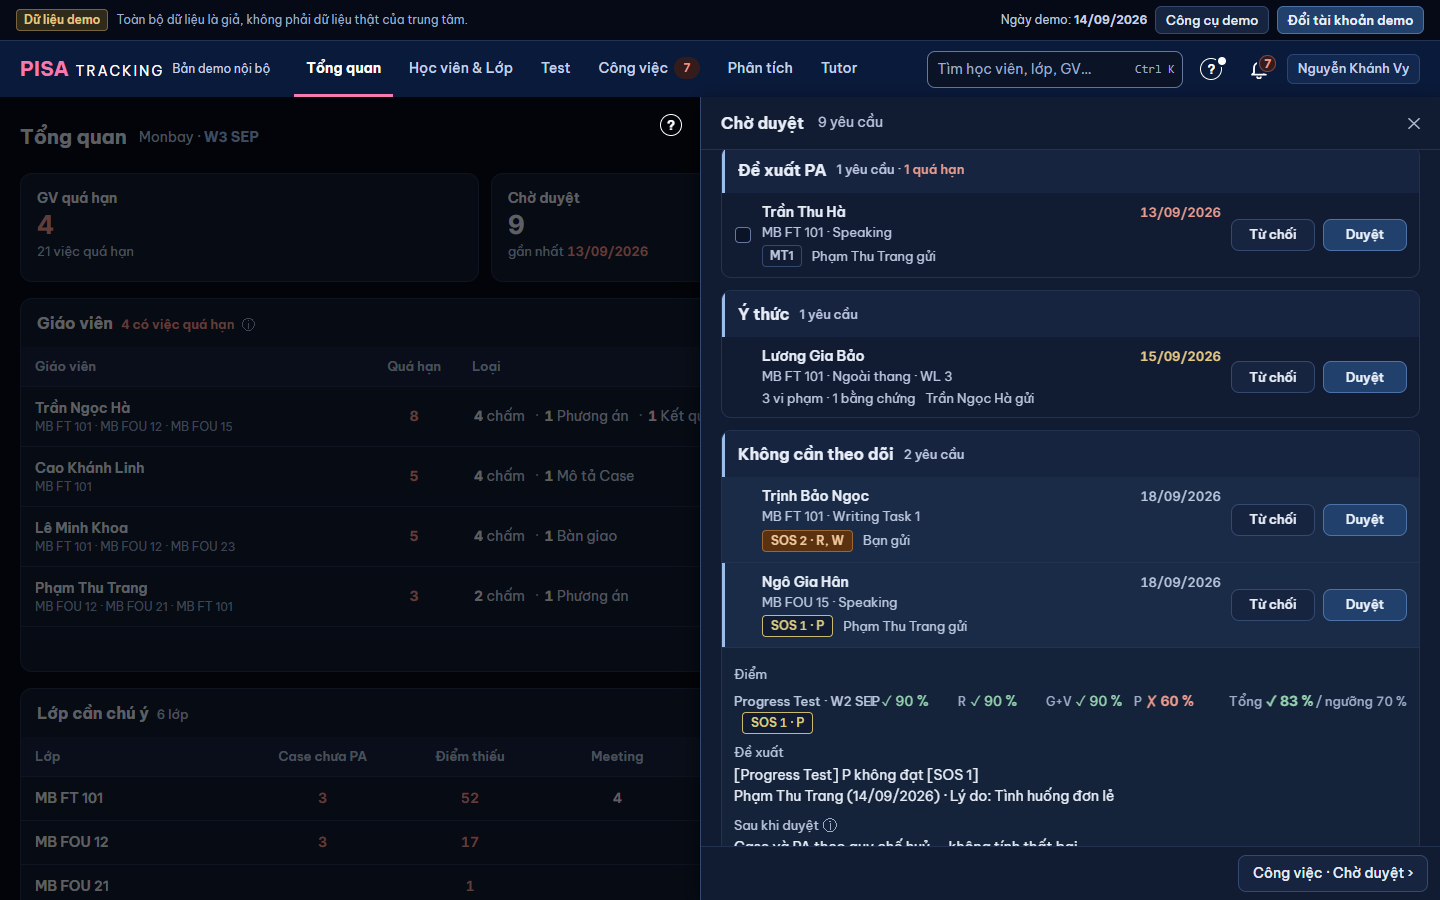 Dữ liệu demo Toàn bộ dữ liệu là giả, không phải dữ liệu thật của trung tâm. Ngày demo: 14/09/2026 Công cụ demo Đổi tài khoản demo
PISA TRACKING Bản demo nội bộ Tổng quan Học viên & Lớp Test Công việc 7 Phân tích Tutor Tìm học viên, lớp, GV... Ctrl K ? 7 Nguyễn Khánh Vy
Tổng quan Monbay · W3 SEP ?
GV quá hạn
4
21 việc quá hạn
Chờ duyệt
9
gần nhất 13/09/2026
Giáo viên 4 có việc quá hạn ⓘ
Giáo viên Quá hạn Loại
Trần Ngọc Hà 8 4 chấm · 1 Phương án · 1 Kết
MB FT 101 · MB FOU 12 · MB FOU 15
Cao Khánh Linh 5 4 chấm · 1 Mô tả Case
MB FT 101
Lê Minh Khoa 5 4 chấm · 1 Bàn giao
MB FT 101 · MB FOU 12 · MB FOU 23
Phạm Thu Trang 3 2 chấm · 1 Phương án
MB FOU 12 · MB FOU 21 · MB FT 101
Lớp cần chú ý 6 lớp
Lớp Case chưa PA Điểm thiếu Meeting
MB FT 101 3 52 4
MB FOU 12 3 17
MB FOU 21 1
Chờ duyệt 9 yêu cầu
Đề xuất PA 1 yêu cầu · 1 quá hạn
Trần Thu Hà 13/09/2026
MB FT 101 · Speaking Từ chối Duyệt
MT1 Phạm Thu Trang gửi
Ý thức 1 yêu cầu
Lương Gia Bảo 15/09/2026
MB FT 101 · Ngoài thang · WL 3 Từ chối Duyệt
3 vi phạm · 1 bằng chứng Trần Ngọc Hà gửi
Không cần theo dõi 2 yêu cầu
Trịnh Bảo Ngọc 18/09/2026
MB FT 101 · Writing Task 1 Từ chối Duyệt
SOS 2 · R, W Bạn gửi
Ngô Gia Hân 18/09/2026
MB FOU 15 · Speaking Từ chối Duyệt
SOS 1 · P Phạm Thu Trang gửi
Điểm
Progress Test · W2 SEP ✓ 90 % R ✓ 90 % G+V ✓ 90 % P ✗ 60 % Tổng ✓ 83 % / ngưỡng 70 %
SOS 1 · P
Đề xuất
[Progress Test] P không đạt [SOS 1]
Phạm Thu Trang (14/09/2026) · Lý do: Tình huống đơn lẻ
Sau khi duyệt ⓘ
Case và PA theo quy chế huỷ — không tính thất bại
Công việc · Chờ duyệt ›